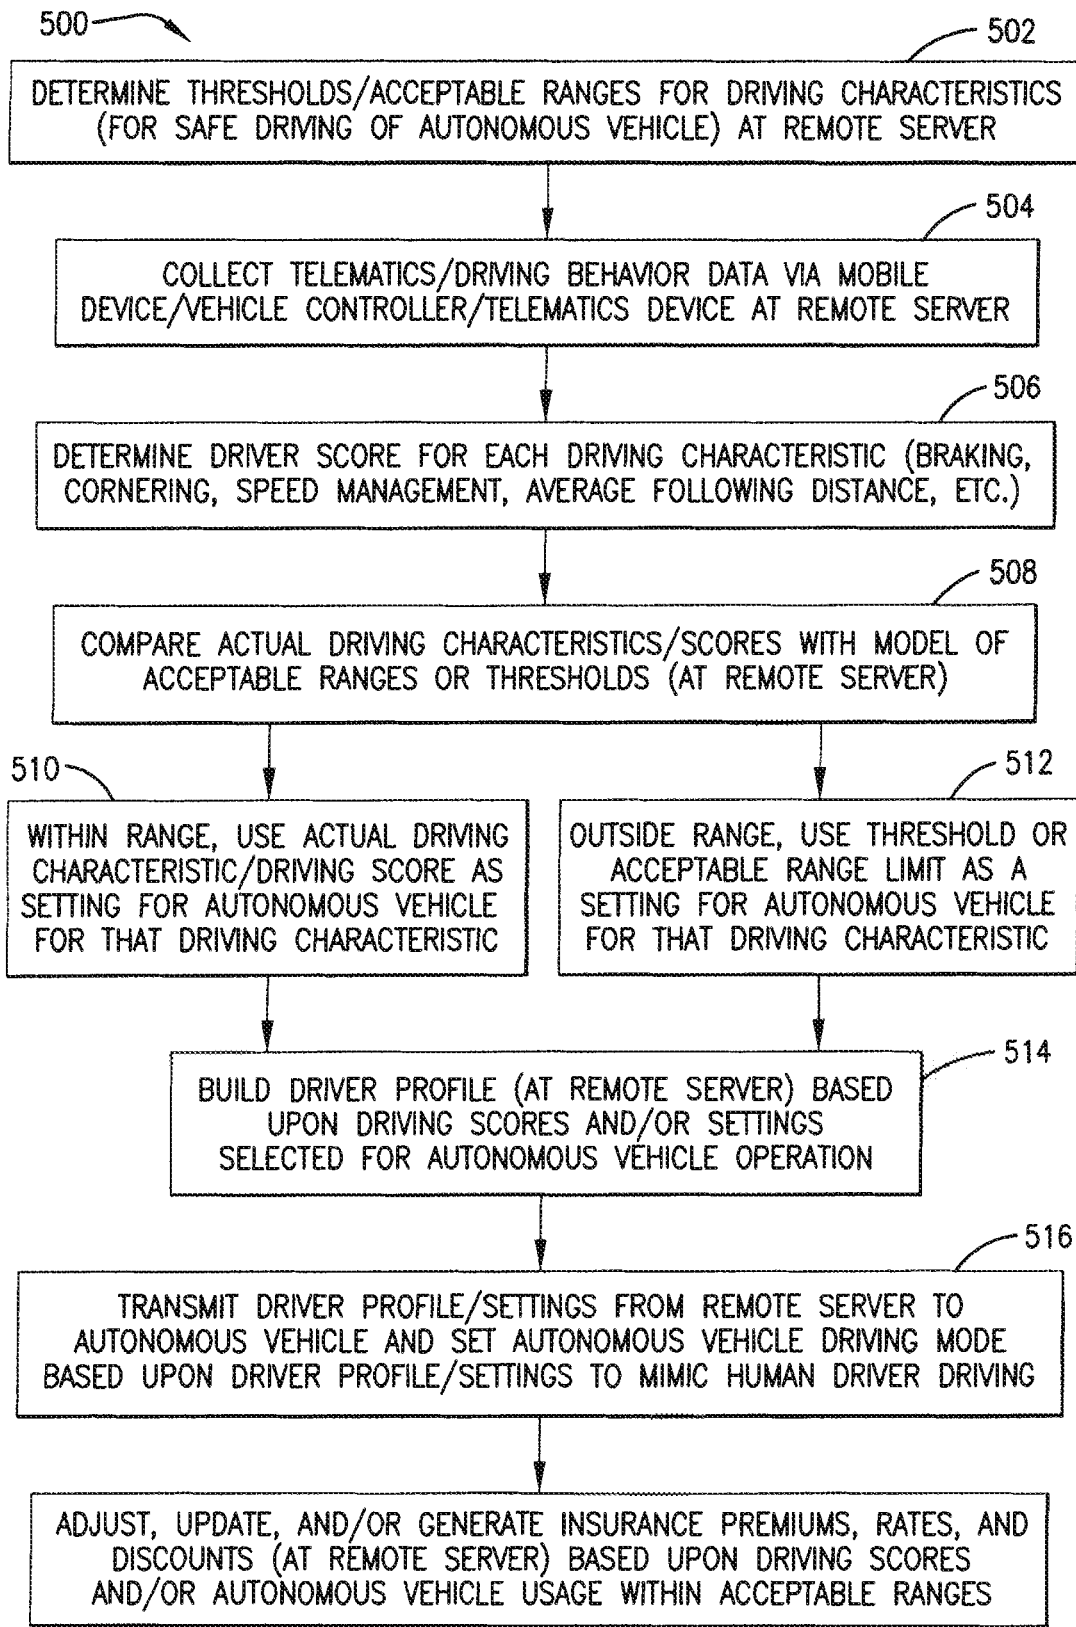 500
502
DETERMINE THRESHOLDS/ACCEPTABLE RANGES FOR DRIVING CHARACTERISTICS
(FOR SAFE DRIVING OF AUTONOMOUS VEHICLE) AT REMOTE SERVER
504
COLLECT TELEMATICS/DRIVING BEHAVIOR DATA VIA MOBILE
DEVICE/VEHICLE CONTROLLER/TELEMATICS DEVICE AT REMOTE SERVER
506
DETERMINE DRIVER SCORE FOR EACH DRIVING CHARACTERISTIC (BRAKING,
CORNERING, SPEED MANAGEMENT, AVERAGE FOLLOWING DISTANCE, ETC.)
508
COMPARE ACTUAL DRIVING CHARACTERISTICS/SCORES WITH MODEL OF
ACCEPTABLE RANGES OR THRESHOLDS (AT REMOTE SERVER)
510
WITHIN RANGE, USE ACTUAL DRIVING
CHARACTERISTIC/DRIVING SCORE AS
SETTING FOR AUTONOMOUS VEHICLE
FOR THAT DRIVING CHARACTERISTIC
512
OUTSIDE RANGE, USE THRESHOLD OR
ACCEPTABLE RANGE LIMIT AS A
SETTING FOR AUTONOMOUS VEHICLE
FOR THAT DRIVING CHARACTERISTIC
514
BUILD DRIVER PROFILE (AT REMOTE SERVER) BASED
UPON DRIVING SCORES AND/OR SETTINGS
SELECTED FOR AUTONOMOUS VEHICLE OPERATION
516
TRANSMIT DRIVER PROFILE/SETTINGS FROM REMOTE SERVER TO
AUTONOMOUS VEHICLE AND SET AUTONOMOUS VEHICLE DRIVING MODE
BASED UPON DRIVER PROFILE/SETTINGS TO MIMIC HUMAN DRIVER DRIVING
ADJUST, UPDATE, AND/OR GENERATE INSURANCE PREMIUMS, RATES, AND
DISCOUNTS (AT REMOTE SERVER) BASED UPON DRIVING SCORES
AND/OR AUTONOMOUS VEHICLE USAGE WITHIN ACCEPTABLE RANGES